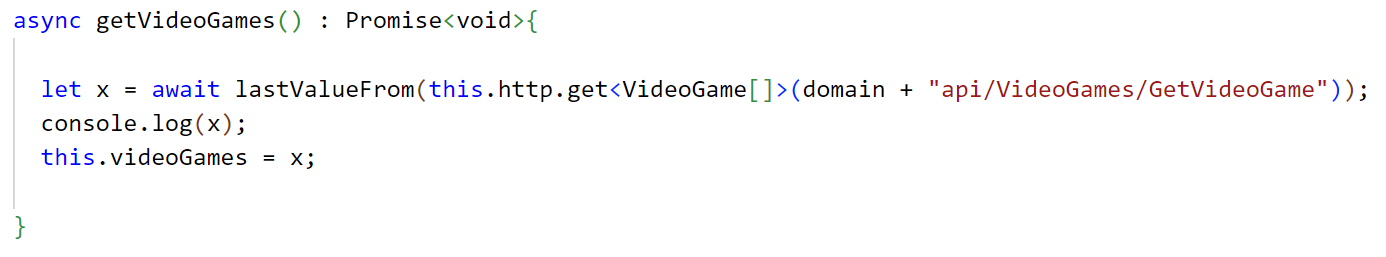 async getVideoGames() : Promise<void>{
let x = await lastValueFrom(this.http.get<VideoGame[]>(domain + "api/VideoGames/GetVideoGame"));
console.log(x);
this.videoGames = x;
}